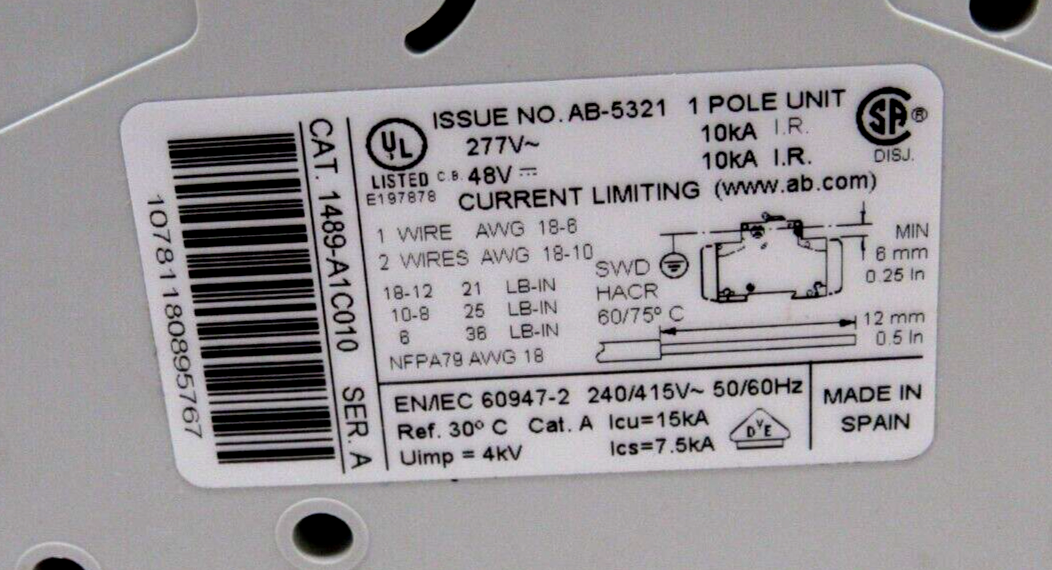 10781180895767
CAT. 1489-A1C010 SER. A
UL
LISTED C.B.
E197878
ISSUE NO. AB-5321 1 POLE UNIT
277V~ 10kA I.R.
48V⎓ 10kA I.R.
CURRENT LIMITING (www.ab.com)
SA®
DISJ.
1 WIRE AWG 18-6
2 WIRES AWG 18-10
18-12 21 LB-IN
10-8 25 LB-IN
6 36 LB-IN
NFPA79 AWG 18
SWD
HACR
60/75° C
MIN
6 mm
0.25 In
12 mm
0.5 In
EN/IEC 60947-2 240/415V~ 50/60Hz
Ref. 30° C Cat. A Icu=15kA
Uimp = 4kV Ics=7.5kA
DVE
MADE IN
SPAIN